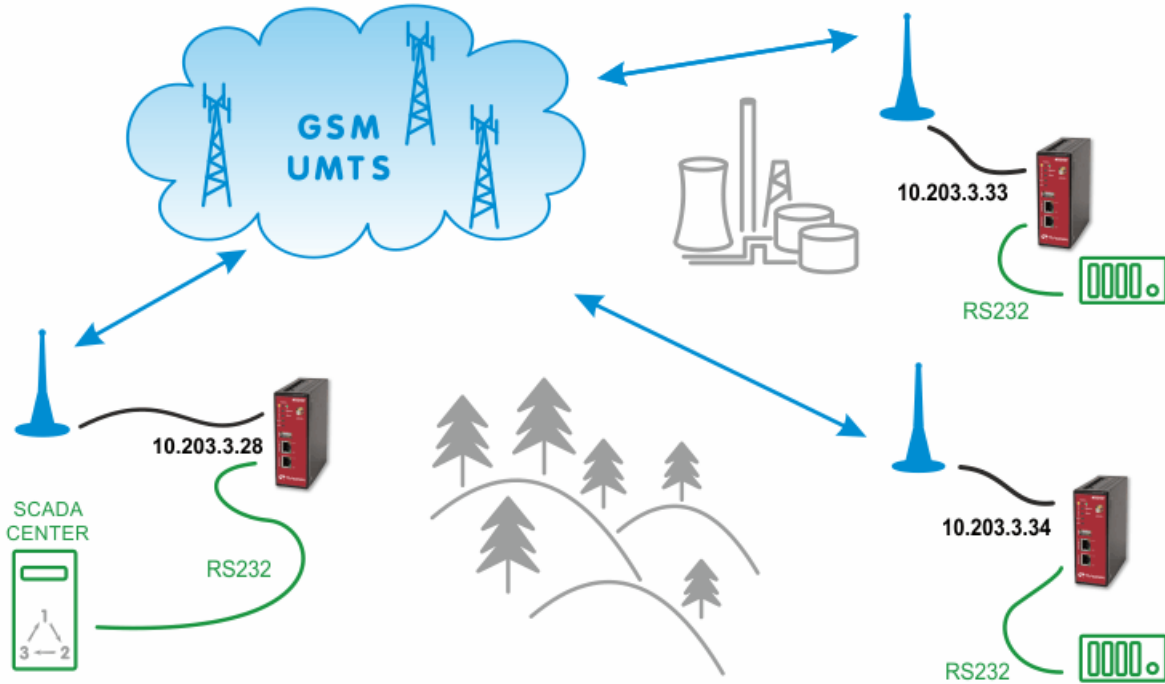 GSM
UMTS
10.203.3.33
RS232
10.203.3.28
SCADA
CENTER
RS232
1
3 2
10.203.3.34
RS232